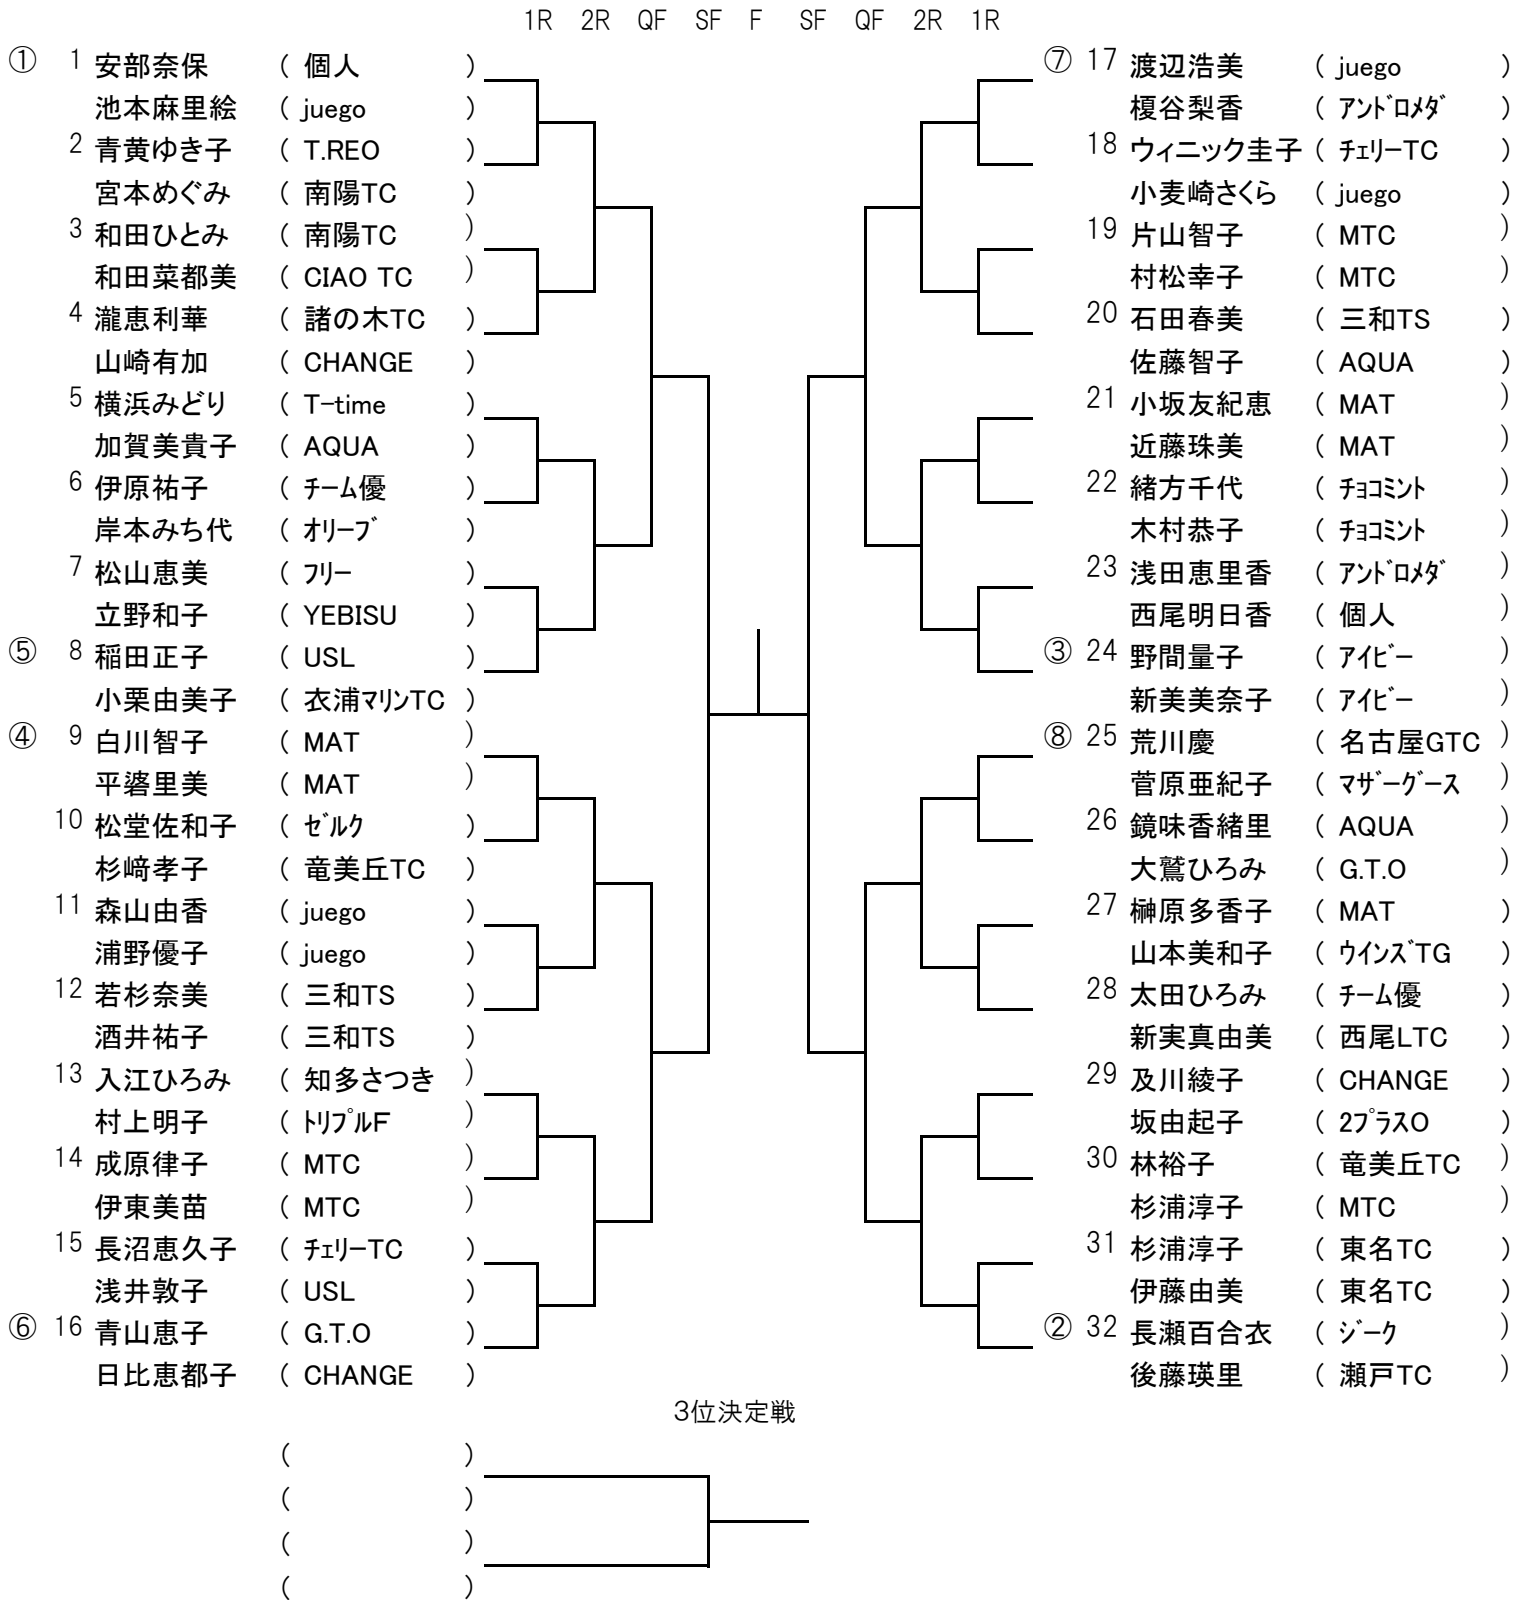 1R 2R QF SF F SF QF 2R 1R
① 1 安部奈保 ( 個人 )
池本麻里絵 ( juego )
2 青黄ゆき子 ( T.REO )
宮本めぐみ ( 南陽TC )
3 和田ひとみ ( 南陽TC )
和田菜都美 ( CIAO TC )
4 瀧恵利華 ( 諸の木TC )
山崎有加 ( CHANGE )
5 横浜みどり ( T-time )
加賀美貴子 ( AQUA )
6 伊原祐子 ( ﾁｰﾑ優 )
岸本みち代 ( ｵﾘｰﾌﾞ )
7 松山恵美 ( ﾌﾘｰ )
立野和子 ( YEBISU )
⑤ 8 稲田正子 ( USL )
小栗由美子 ( 衣浦ﾏﾘﾝTC )
④ 9 白川智子 ( MAT )
平碆里美 ( MAT )
10 松堂佐和子 ( ｾﾞﾙｸ )
杉﨑孝子 ( 竜美丘TC )
11 森山由香 ( juego )
浦野優子 ( juego )
12 若杉奈美 ( 三和TS )
酒井祐子 ( 三和TS )
13 入江ひろみ ( 知多さつき )
村上明子 ( ﾄﾘﾌﾟﾙF )
14 成原律子 ( MTC )
伊東美苗 ( MTC )
15 長沼恵久子 ( ﾁｪﾘｰTC )
浅井敦子 ( USL )
⑥ 16 青山恵子 ( G.T.O )
日比恵都子 ( CHANGE )
⑦ 17 渡辺浩美 ( juego )
榎谷梨香 ( ｱﾝﾄﾞﾛﾒﾀﾞ )
18 ウィニック圭子 ( ﾁｪﾘｰTC )
小麦崎さくら ( juego )
19 片山智子 ( MTC )
村松幸子 ( MTC )
20 石田春美 ( 三和TS )
佐藤智子 ( AQUA )
21 小坂友紀恵 ( MAT )
近藤珠美 ( MAT )
22 緒方千代 ( ﾁｮｺﾐﾝﾄ )
木村恭子 ( ﾁｮｺﾐﾝﾄ )
23 浅田恵里香 ( ｱﾝﾄﾞﾛﾒﾀﾞ )
西尾明日香 ( 個人 )
③ 24 野間量子 ( ｱｲﾋﾞｰ )
新美美奈子 ( ｱｲﾋﾞｰ )
⑧ 25 荒川慶 ( 名古屋GTC )
菅原亜紀子 ( ﾏｻﾞｰｸﾞｰｽ )
26 鏡味香緒里 ( AQUA )
大鷲ひろみ ( G.T.O )
27 榊原多香子 ( MAT )
山本美和子 ( ｳｲﾝｽﾞTG )
28 太田ひろみ ( ﾁｰﾑ優 )
新実真由美 ( 西尾LTC )
29 及川綾子 ( CHANGE )
坂由起子 ( 2ﾌﾟﾗｽO )
30 林裕子 ( 竜美丘TC )
杉浦淳子 ( MTC )
31 杉浦淳子 ( 東名TC )
伊藤由美 ( 東名TC )
② 32 長瀬百合衣 ( ｼﾞｰｸ )
後藤瑛里 ( 瀬戸TC )
3位決定戦
( )
( )
( )
( )